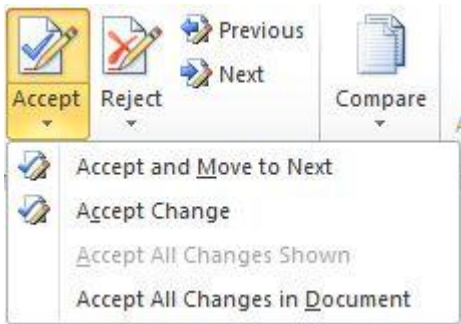 Previous
Next
Accept
Reject
Compare
Accept and Move to Next
Accept Change
Accept All Changes Shown
Accept All Changes in Document